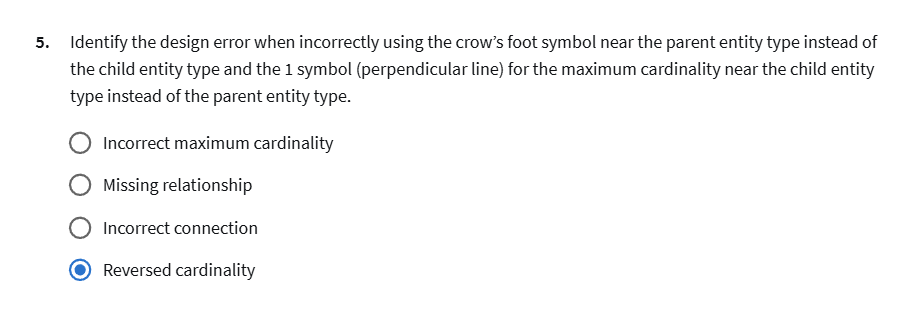 5. Identify the design error when incorrectly using the crow’s foot symbol near the parent entity type instead of
the child entity type and the 1 symbol (perpendicular line) for the maximum cardinality near the child entity
type instead of the parent entity type.
Incorrect maximum cardinality
Missing relationship
Incorrect connection
Reversed cardinality